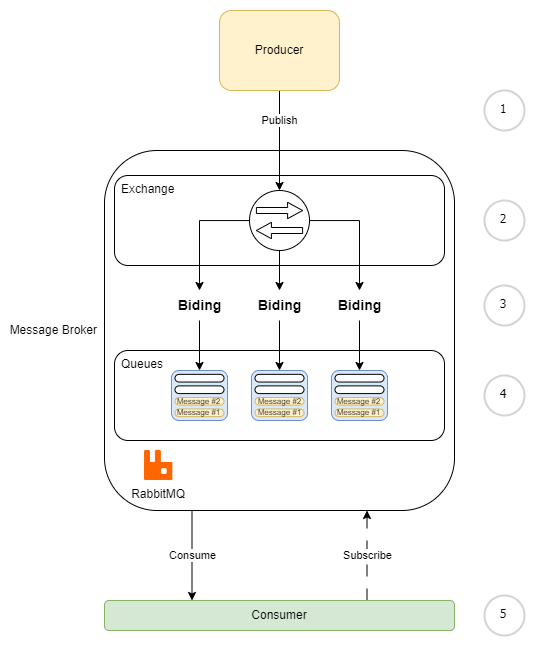 Producer
Publish
1
Exchange
2
Biding Biding Biding
3
Message Broker
Queues
Message #2 Message #2 Message #2
Message #1 Message #1 Message #1
4
RabbitMQ
Consume Subscribe
Consumer
5